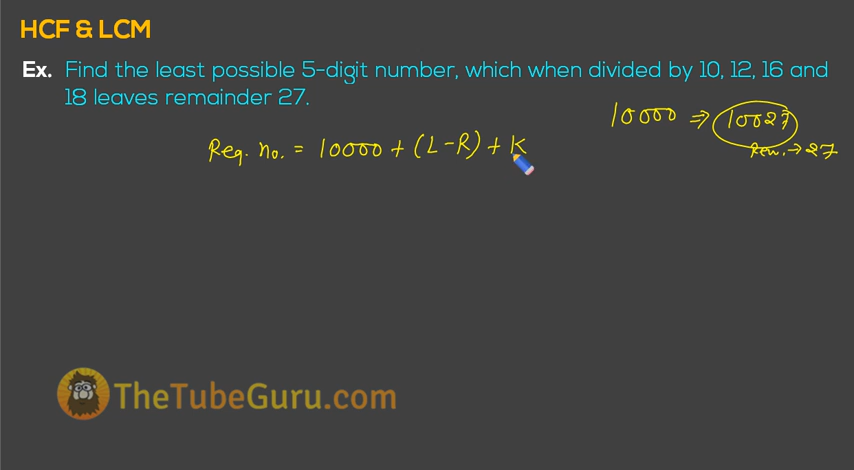 HCF & LCM
Ex. Find the least possible 5-digit number, which when divided by 10, 12, 16 and
18 leaves remainder 27.
10000 ⇒ 10027
Rem. → 27
Req. no. = 10000 + (L - R) + K
TheTubeGuru.com